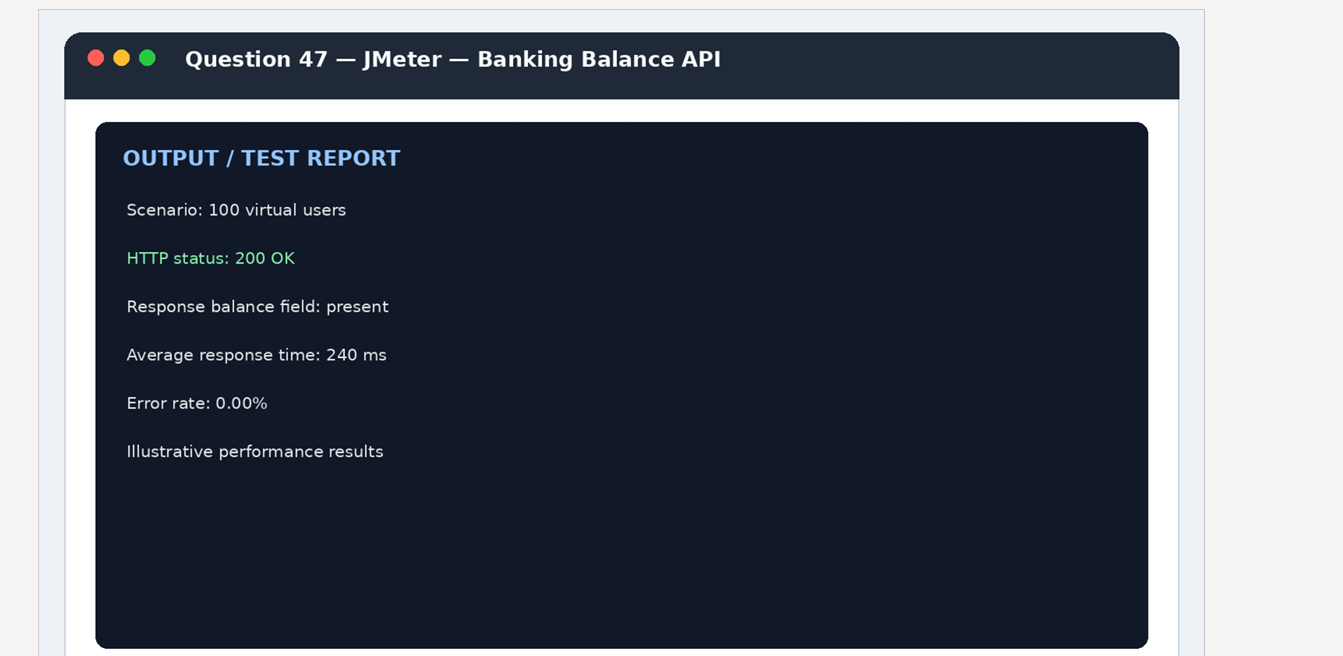 Question 47 — JMeter — Banking Balance API
OUTPUT / TEST REPORT
Scenario: 100 virtual users
HTTP status: 200 OK
Response balance field: present
Average response time: 240 ms
Error rate: 0.00%
Illustrative performance results